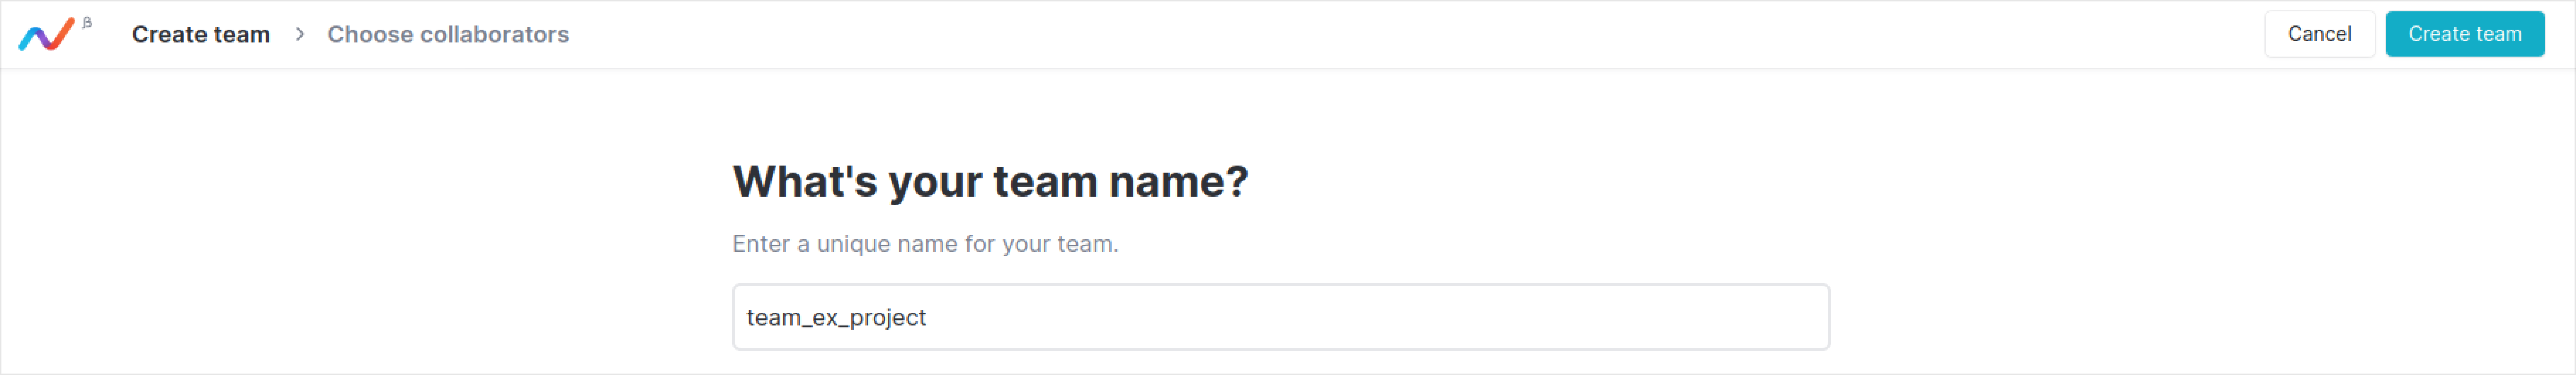 β
Create team > Choose collaborators
Cancel
Create team
What's your team name?
Enter a unique name for your team.
team_ex_project